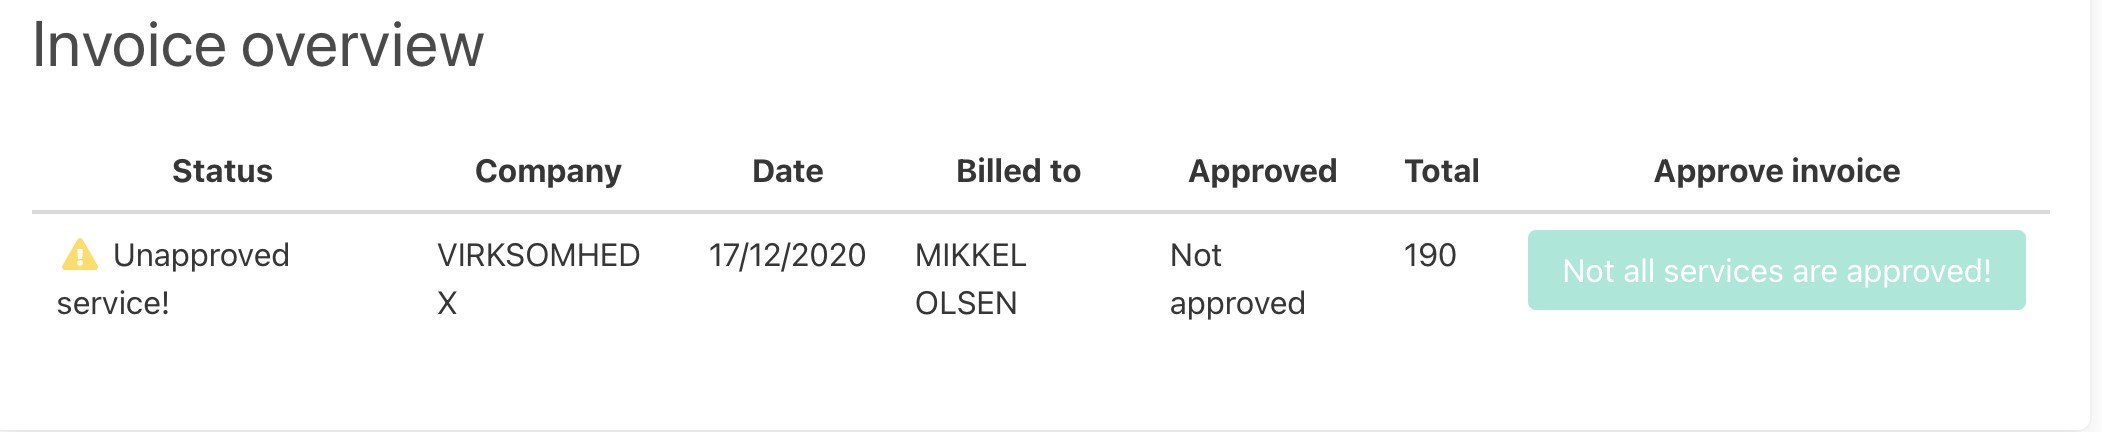 Invoice overview
Status Company Date Billed to Approved Total Approve invoice
Unapproved VIRKSOMHED 17/12/2020 MIKKEL Not 190 Not all services are approved!
service! X OLSEN approved